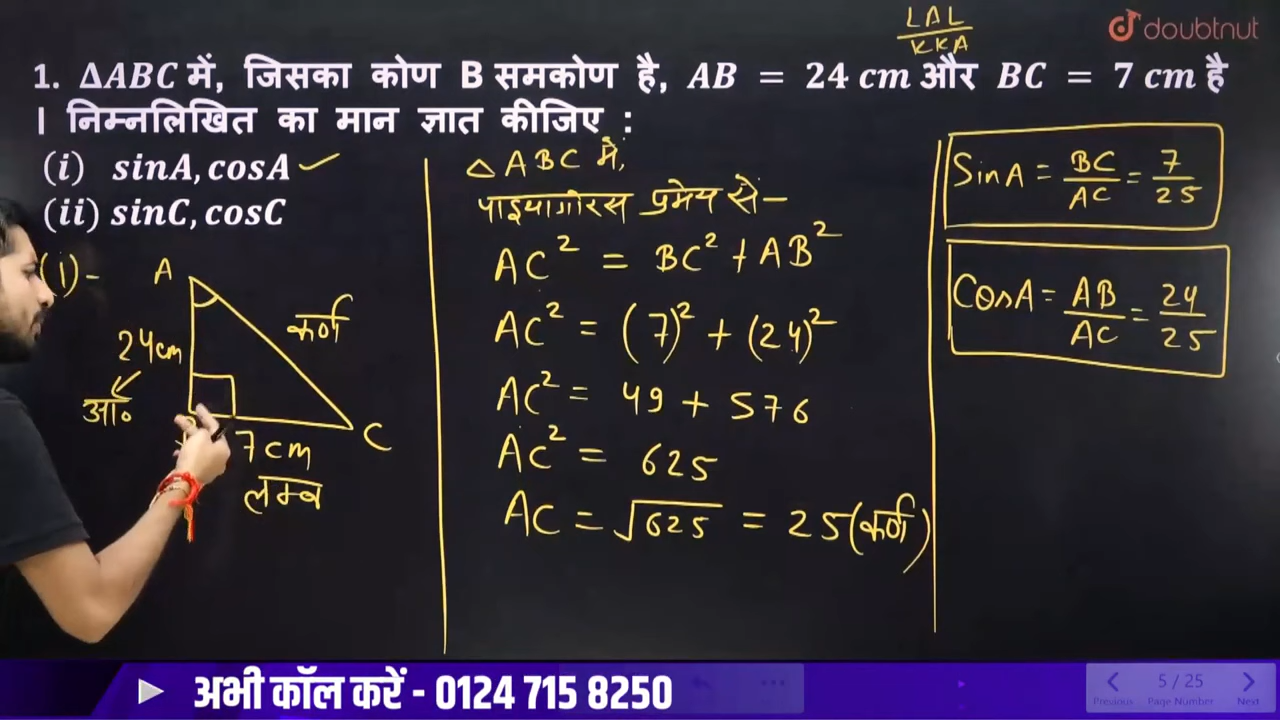 LAL
KKA
doubtnut
1. ΔABC में, जिसका कोण B समकोण है, AB = 24 cm और BC = 7 cm है
। निम्नलिखित का मान ज्ञात कीजिए :
(i) sinA, cosA ✓
(ii) sinC, cosC
(i)-
A
24cm
कर्ण
आ॰
C
7cm
लम्ब
△ABC में,
पाइथागोरस प्रमेय से-
AC² = BC² + AB²
AC² = (7)² + (24)²
AC² = 49 + 576
AC² = 625
AC = √625 = 25(कर्ण)
SinA = BC/AC = 7/25
CosA = AB/AC = 24/25
अभी कॉल करें - 0124 715 8250
5 / 25
Previous Page Number Next